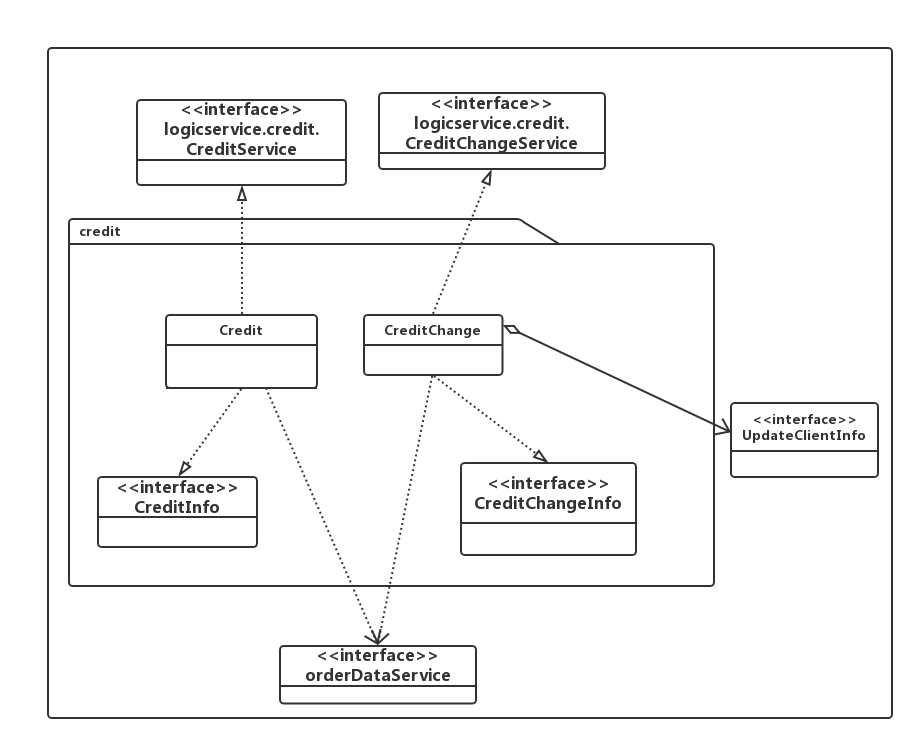 <<interface>>
logicservice.credit.
CreditService
<<interface>>
logicservice.credit.
CreditChangeService
credit
Credit
CreditChange
<<interface>>
UpdateClientInfo
<<interface>>
CreditInfo
<<interface>>
CreditChangeInfo
<<interface>>
orderDataService